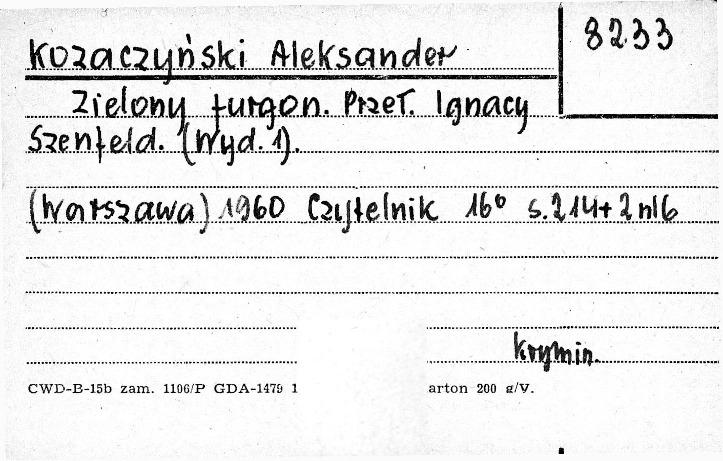 Kozaczyński Aleksander
8233
Zielony furgon. Przeł. Ignacy
Szenfeld. (Wyd. 1).
(Warszawa) 1960 Czytelnik 16° s. 214 + 2 nlb
krymin.
CWD-B-15b zam. 1106/P GDA-1479 1 arton 200 g/V.